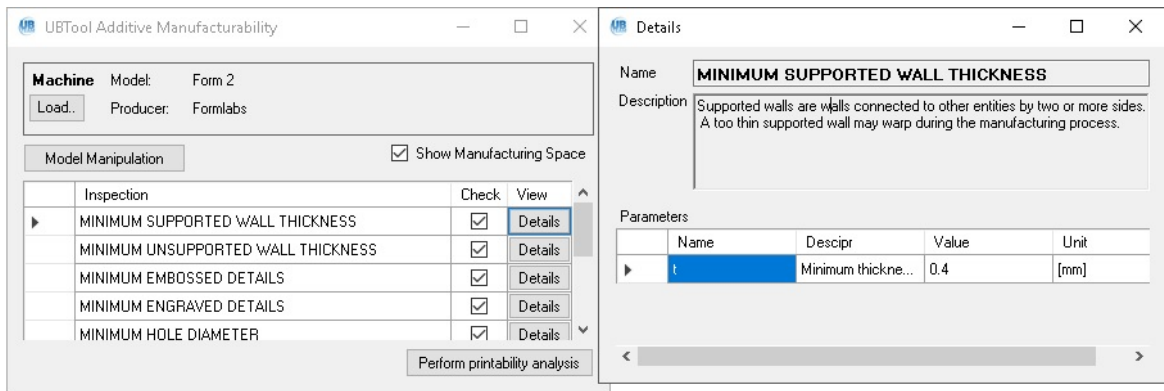 UB UBTool Additive Manufacturability
Machine Model: Form 2
Load.. Producer: Formlabs
Model Manipulation
Show Manufacturing Space
Inspection Check View
MINIMUM SUPPORTED WALL THICKNESS Details
MINIMUM UNSUPPORTED WALL THICKNESS Details
MINIMUM EMBOSSED DETAILS Details
MINIMUM ENGRAVED DETAILS Details
MINIMUM HOLE DIAMETER Details
Perform printability analysis
UB Details
Name MINIMUM SUPPORTED WALL THICKNESS
Description Supported walls are walls connected to other entities by two or more sides.
A too thin supported wall may warp during the manufacturing process.
Parameters
Name Descipr Value Unit
t Minimum thickne... 0.4 [mm]